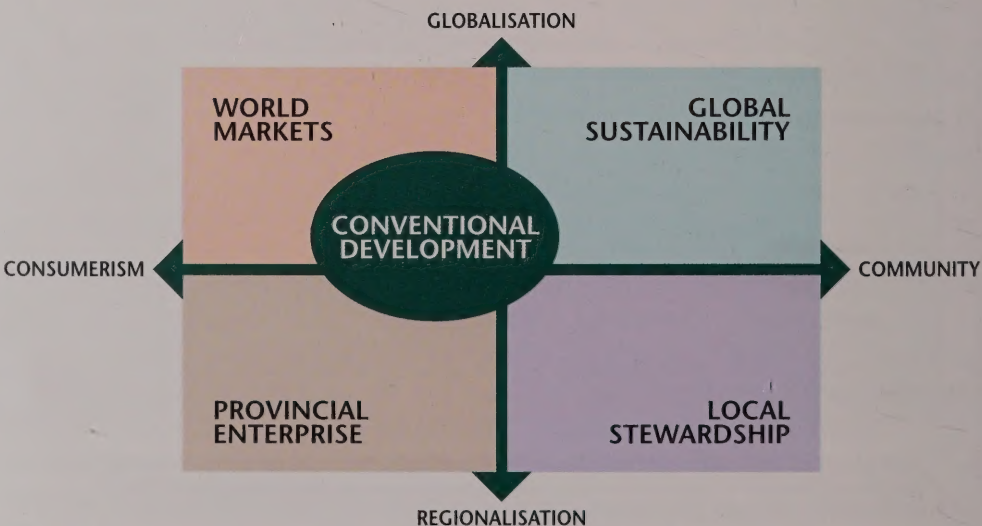 GLOBALISATION
WORLD
MARKETS
GLOBAL
SUSTAINABILITY
CONVENTIONAL
DEVELOPMENT
CONSUMERISM
COMMUNITY
PROVINCIAL
ENTERPRISE
LOCAL
STEWARDSHIP
REGIONALISATION